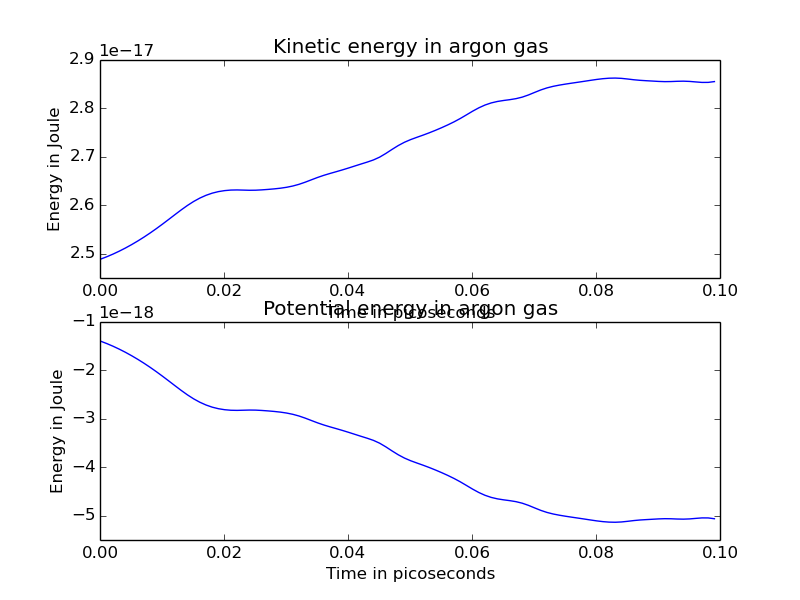 Kinetic energy in argon gas
1e−17
2.9
2.8
2.7
2.6
2.5
Energy in Joule
0.00 0.02 0.04 0.06 0.08 0.10
Time in picoseconds
Potential energy in argon gas
1e−18
−1
−2
−3
−4
−5
Energy in Joule
0.00 0.02 0.04 0.06 0.08 0.10
Time in picoseconds